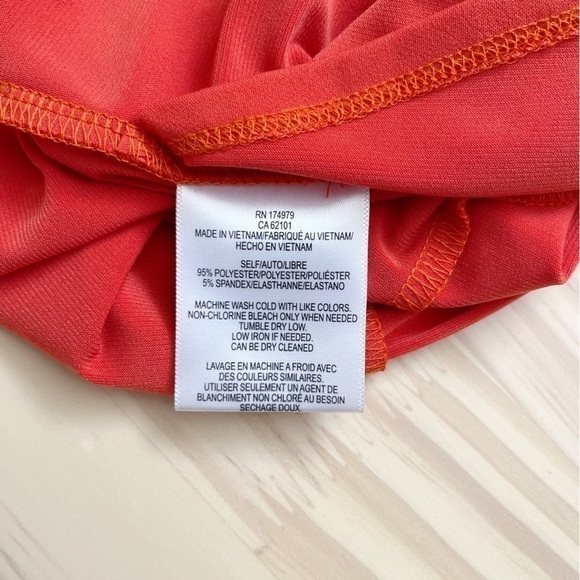 RN 174979
CA 62101
MADE IN VIETNAM/FABRIQUÉ AU VIETNAM/
HECHO EN VIETNAM
SELF/AUTO/LIBRE
95% POLYESTER/POLYESTER/POLIÉSTER
5% SPANDEX/ELASTHANNE/ELASTANO
MACHINE WASH COLD WITH LIKE COLORS.
NON-CHLORINE BLEACH ONLY WHEN NEEDED
TUMBLE DRY LOW.
LOW IRON IF NEEDED.
CAN BE DRY CLEANED
LAVAGE EN MACHINE A FROID AVEC
DES COULEURS SIMILAIRES.
UTILISER SEULEMENT UN AGENT DE
BLANCHIMENT NON CHLORÉ AU BESOIN
SECHAGE DOUX.